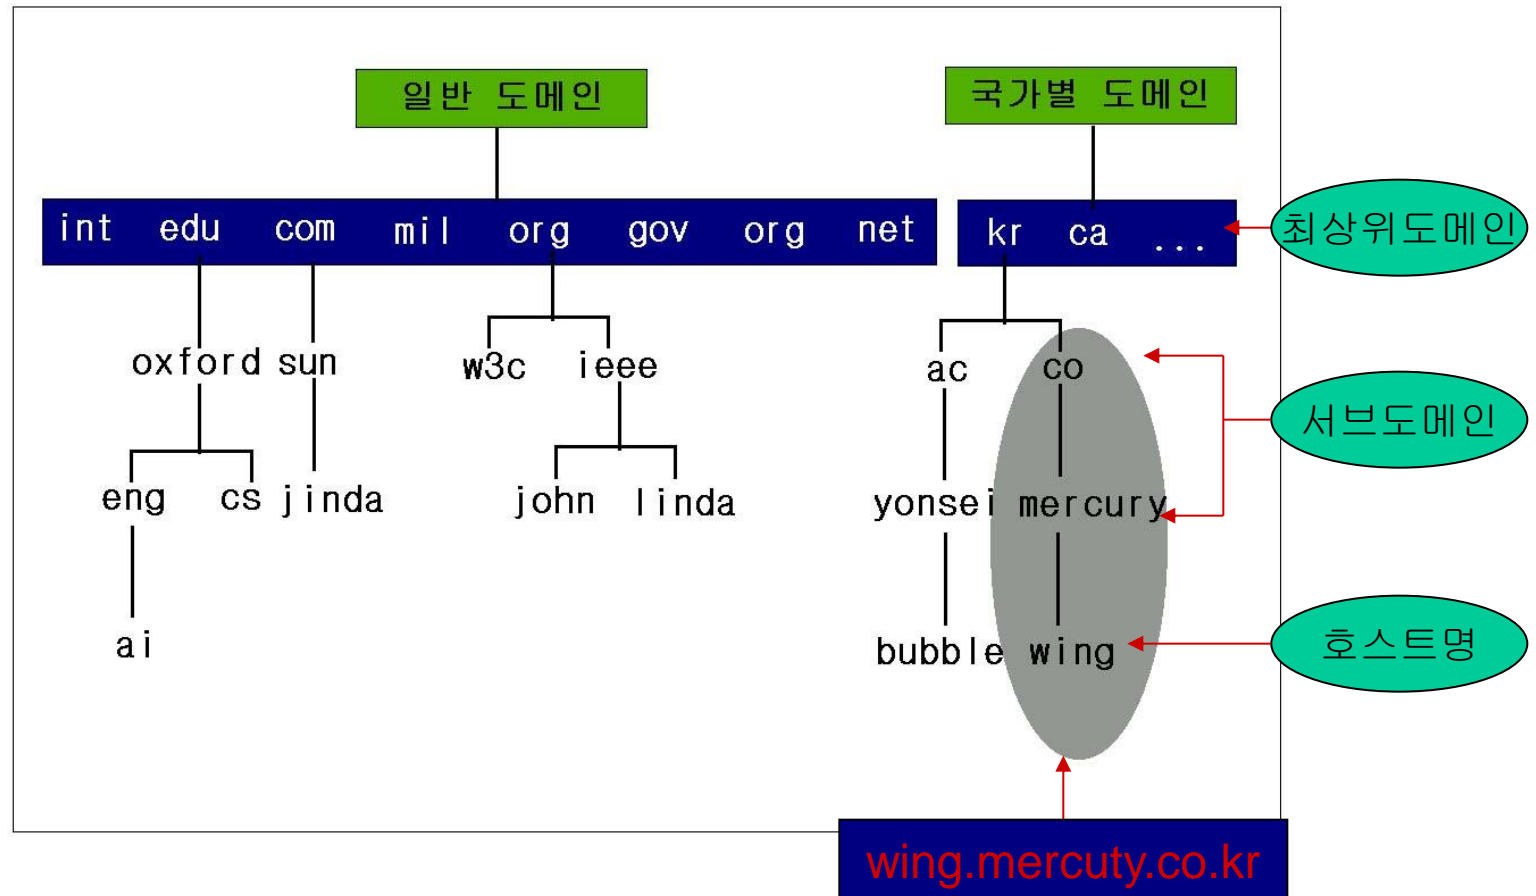 일반 도메인 국가별 도메인
int edu com mil org gov org net kr ca ... 최상위도메인
oxford sun w3c ieee ac co
서브도메인
eng cs jinda john linda yonsei mercury
ai bubble wing 호스트명
wing.mercuty.co.kr